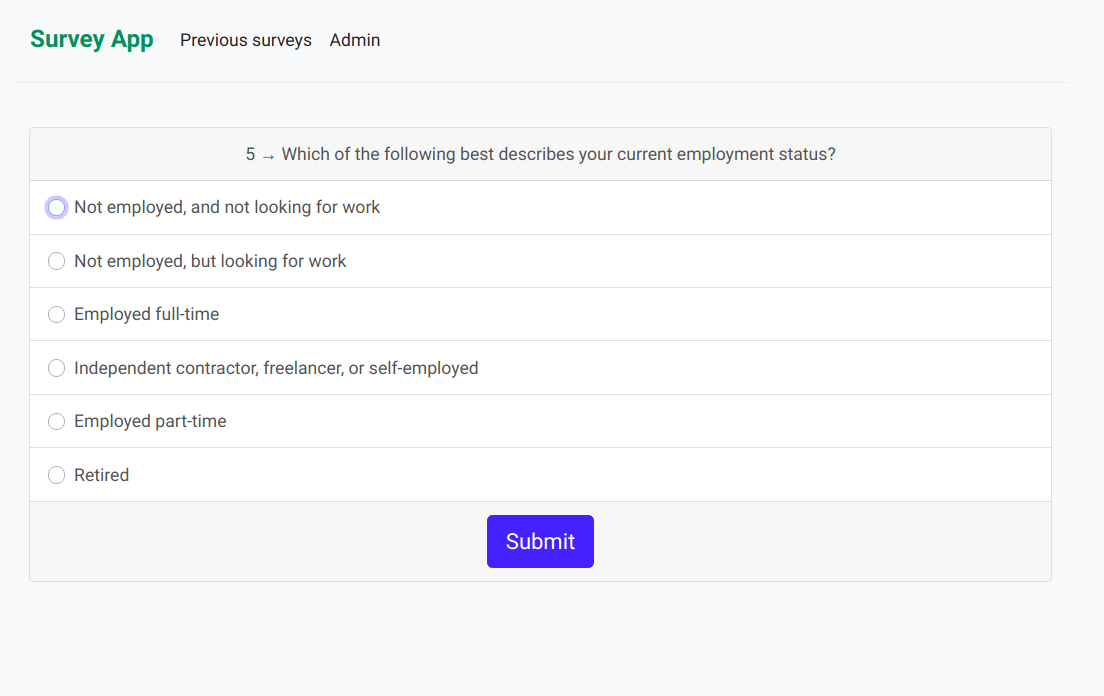 Survey App Previous surveys Admin
5 → Which of the following best describes your current employment status?
Not employed, and not looking for work
Not employed, but looking for work
Employed full-time
Independent contractor, freelancer, or self-employed
Employed part-time
Retired
Submit